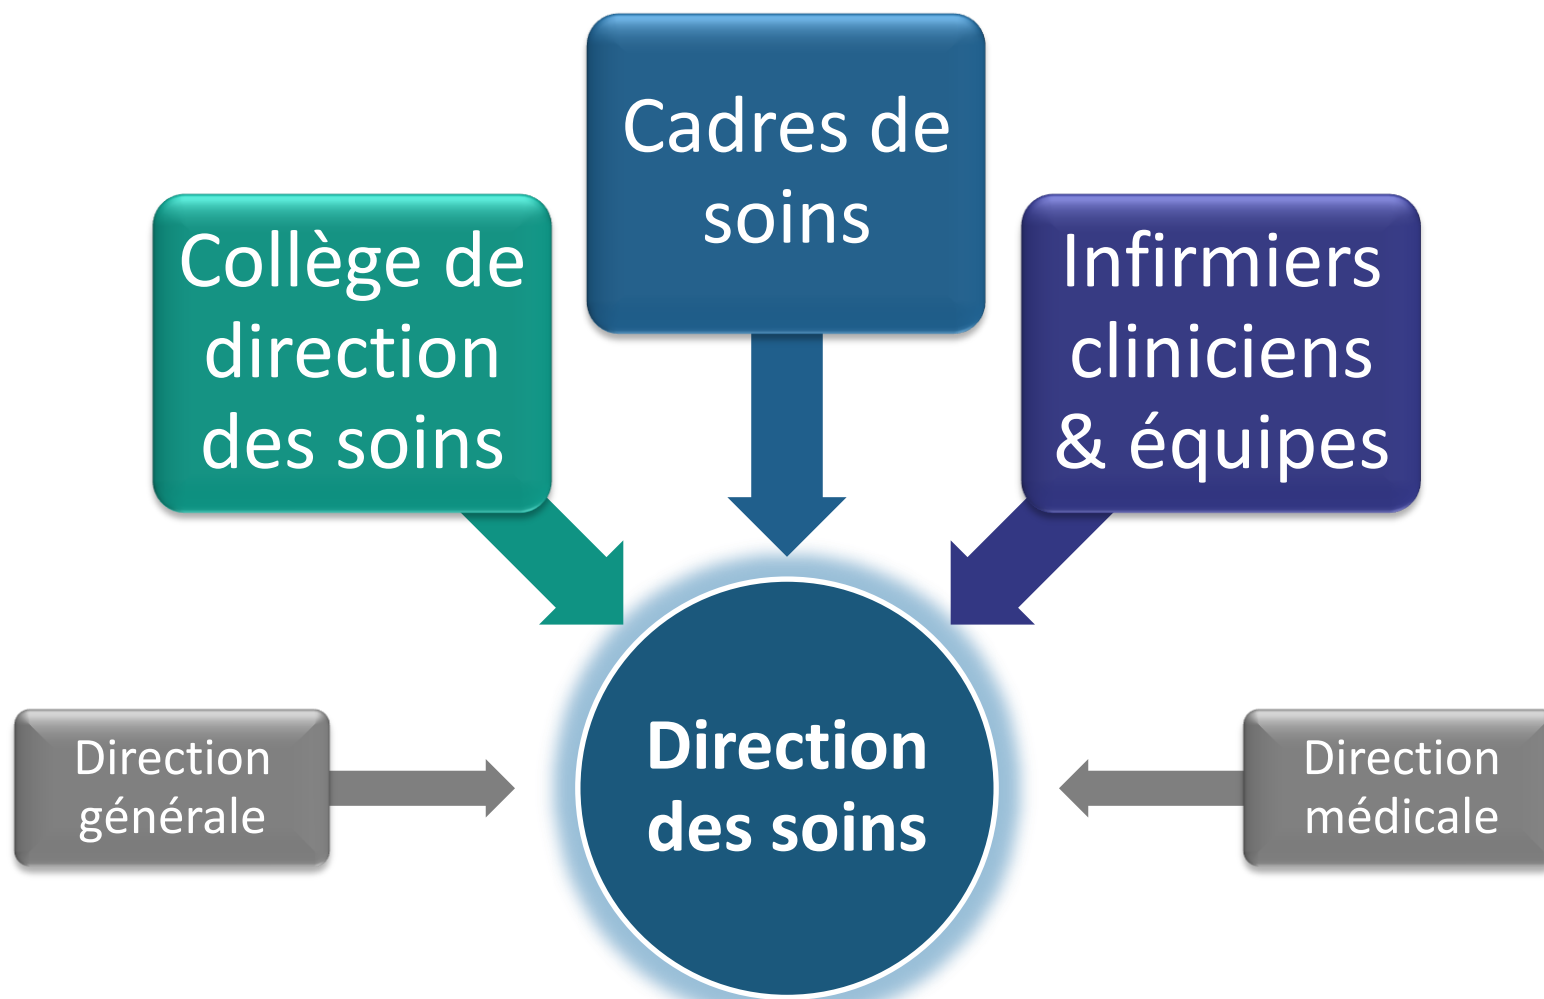 Cadres de
soins
Collège de
direction
des soins
Infirmiers
cliniciens
& équipes
Direction
générale
Direction
des soins
Direction
médicale